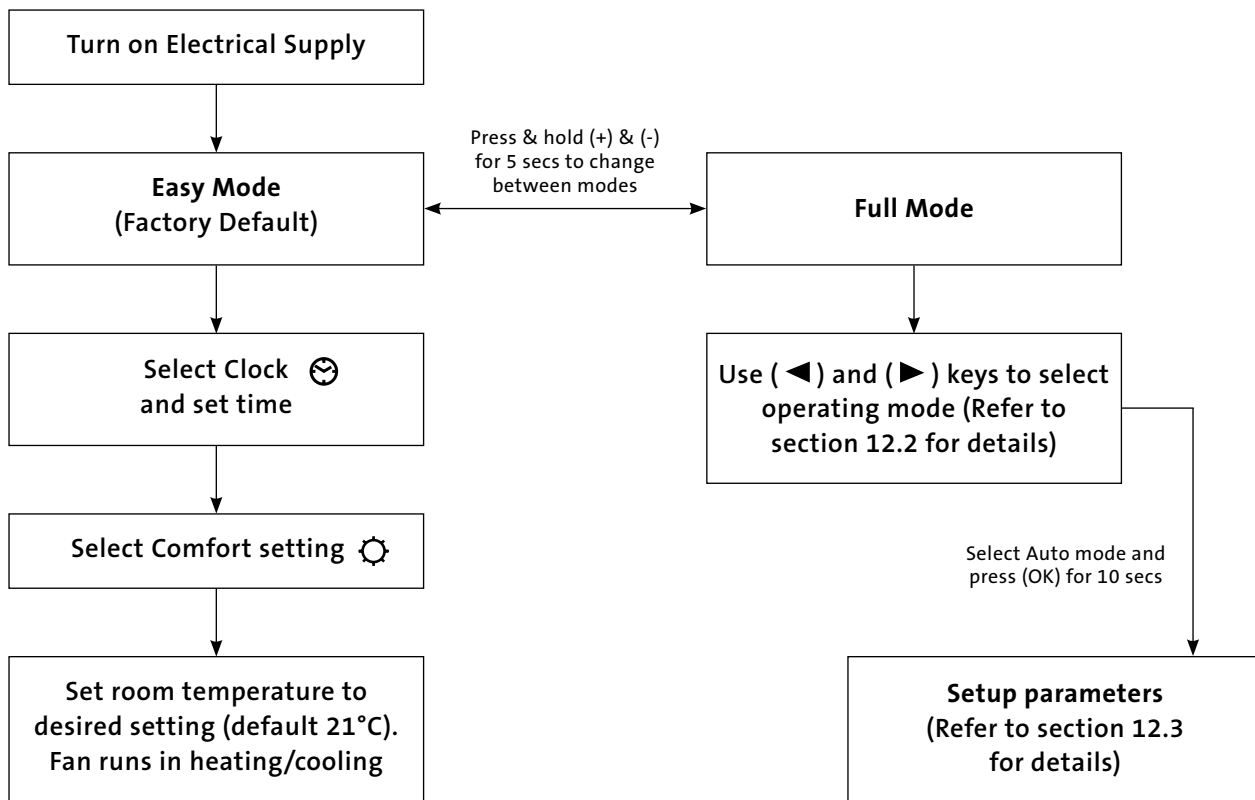 Turn on Electrical Supply
Easy Mode
(Factory Default)
Press & hold (+) & (-)
for 5 secs to change
between modes
Full Mode
Select Clock
and set time
Use ( ◀ ) and ( ▶ ) keys to select
operating mode (Refer to
section 12.2 for details)
Select Comfort setting
Select Auto mode and
press (OK) for 10 secs
Set room temperature to
desired setting (default 21°C).
Fan runs in heating/cooling
Setup parameters
(Refer to section 12.3
for details)